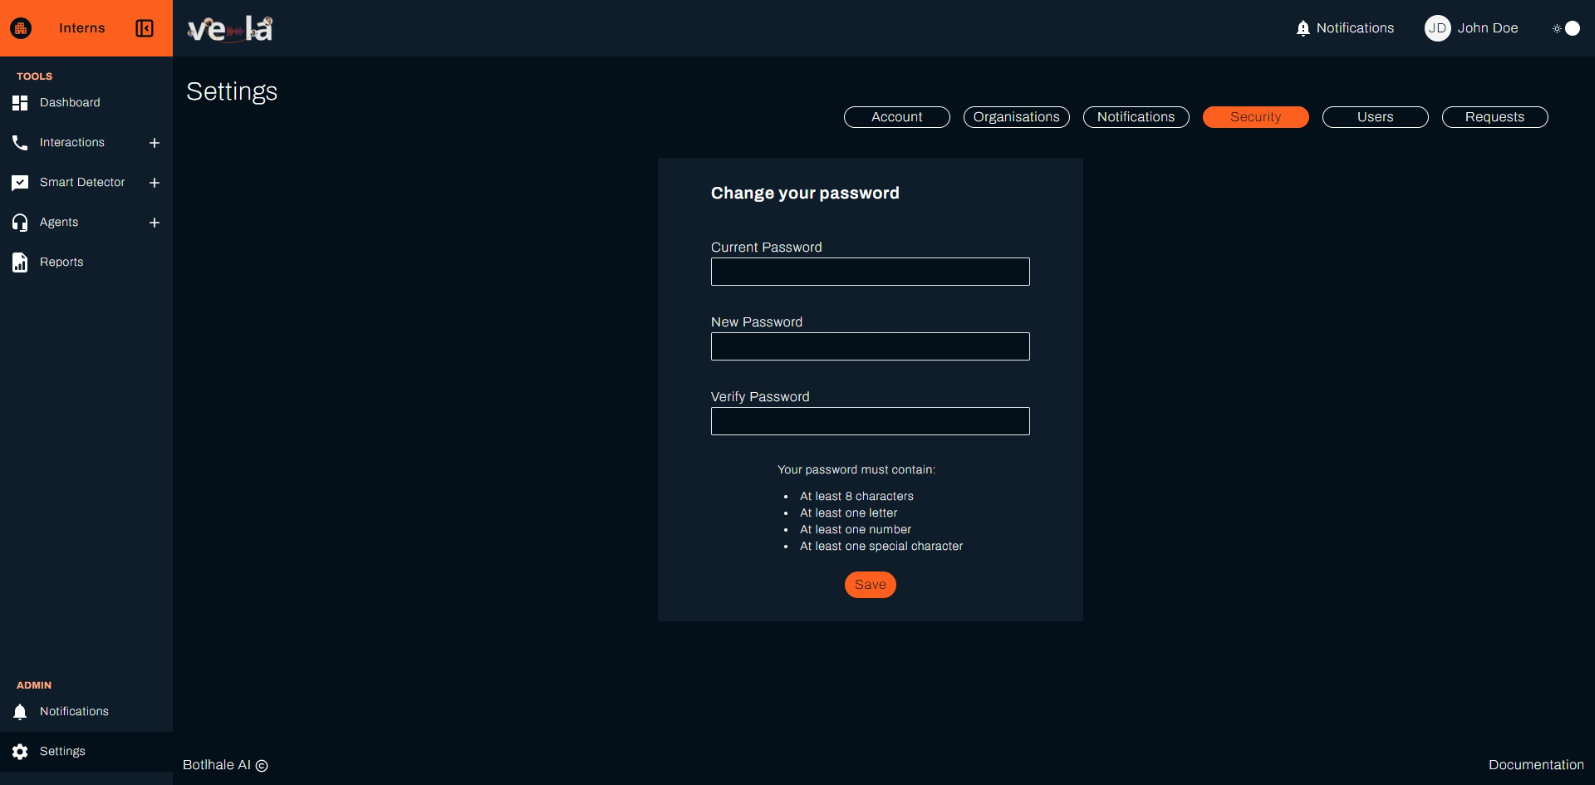 Interns
vela
Notifications
JD
John Doe
TOOLS
Dashboard
Interactions
Smart Detector
Agents
Reports
ADMIN
Notifications
Settings
Settings
Account
Organisations
Notifications
Security
Users
Requests
Change your password
Current Password
New Password
Verify Password
Your password must contain:
• At least 8 characters
• At least one letter
• At least one number
• At least one special character
Save
Botlhale AI ©
Documentation